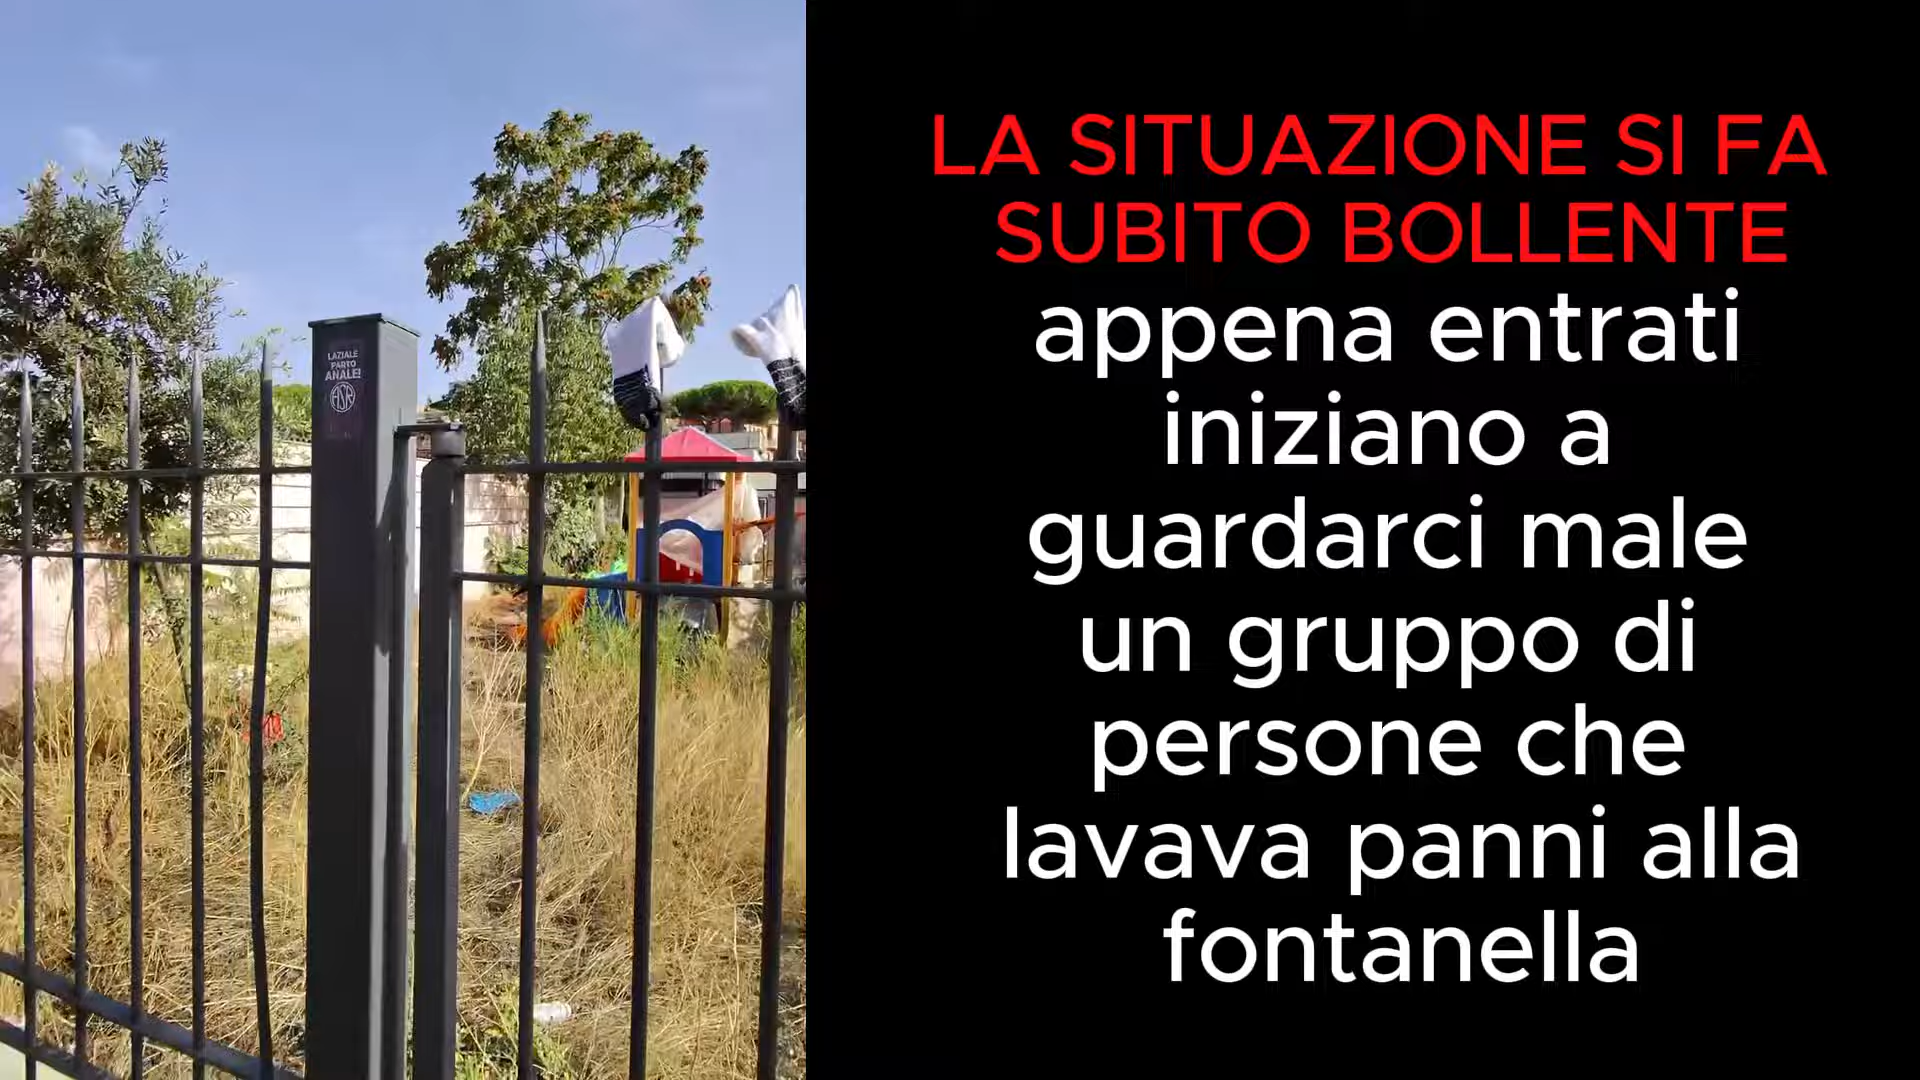 LAZIALE
PARTO
ANALE!
ASR
LA SITUAZIONE SI FA
SUBITO BOLLENTE
appena entrati
iniziano a
guardarci male
un gruppo di
persone che
lavava panni alla
fontanella